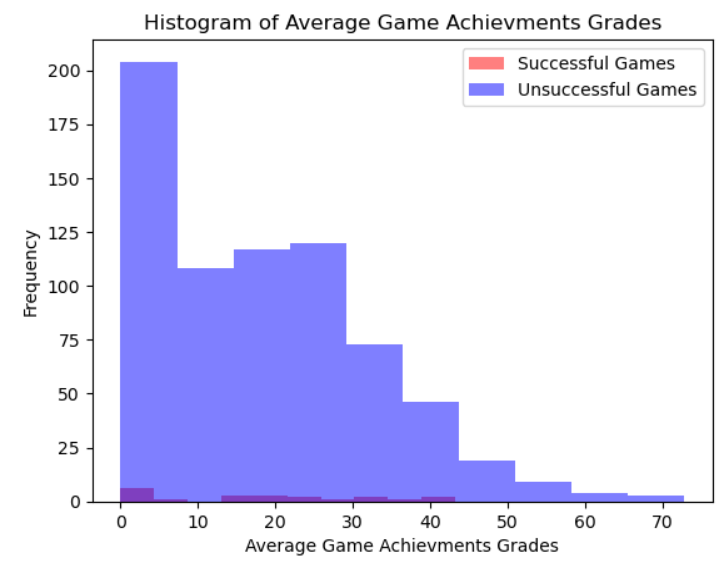 Histogram of Average Game Achievments Grades
Successful Games
Unsuccessful Games
Frequency
200
175
150
125
100
75
50
25
0
0 10 20 30 40 50 60 70
Average Game Achievments Grades